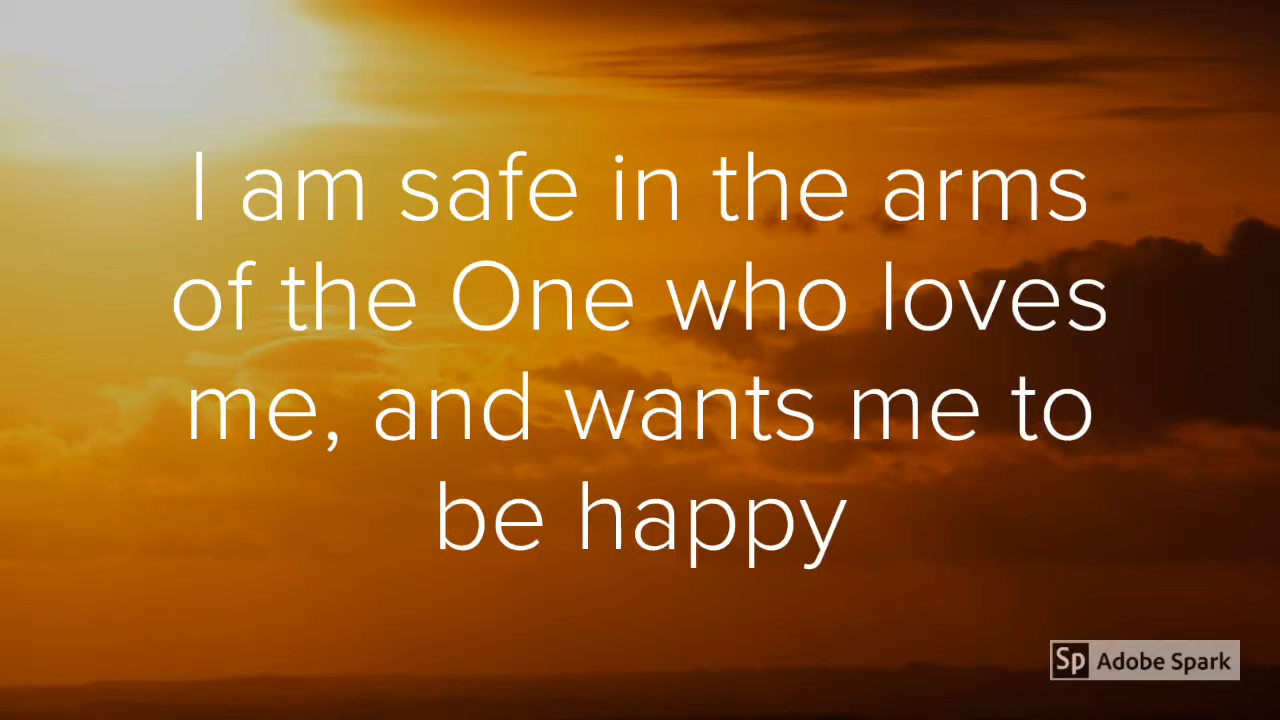 I am safe in the arms
of the One who loves
me, and wants me to
be happy
Sp Adobe Spark